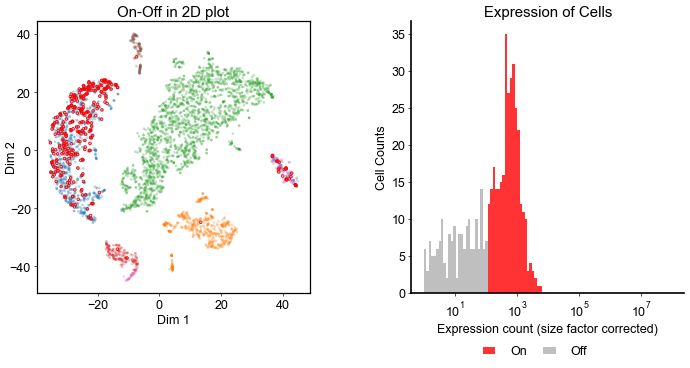 On-Off in 2D plot
Dim 2
40
20
0
−20
−40
−20
0
20
40
Dim 1
Expression of Cells
Cell Counts
35
30
25
20
15
10
5
0
10^1
10^3
10^5
10^7
Expression count (size factor corrected)
On
Off